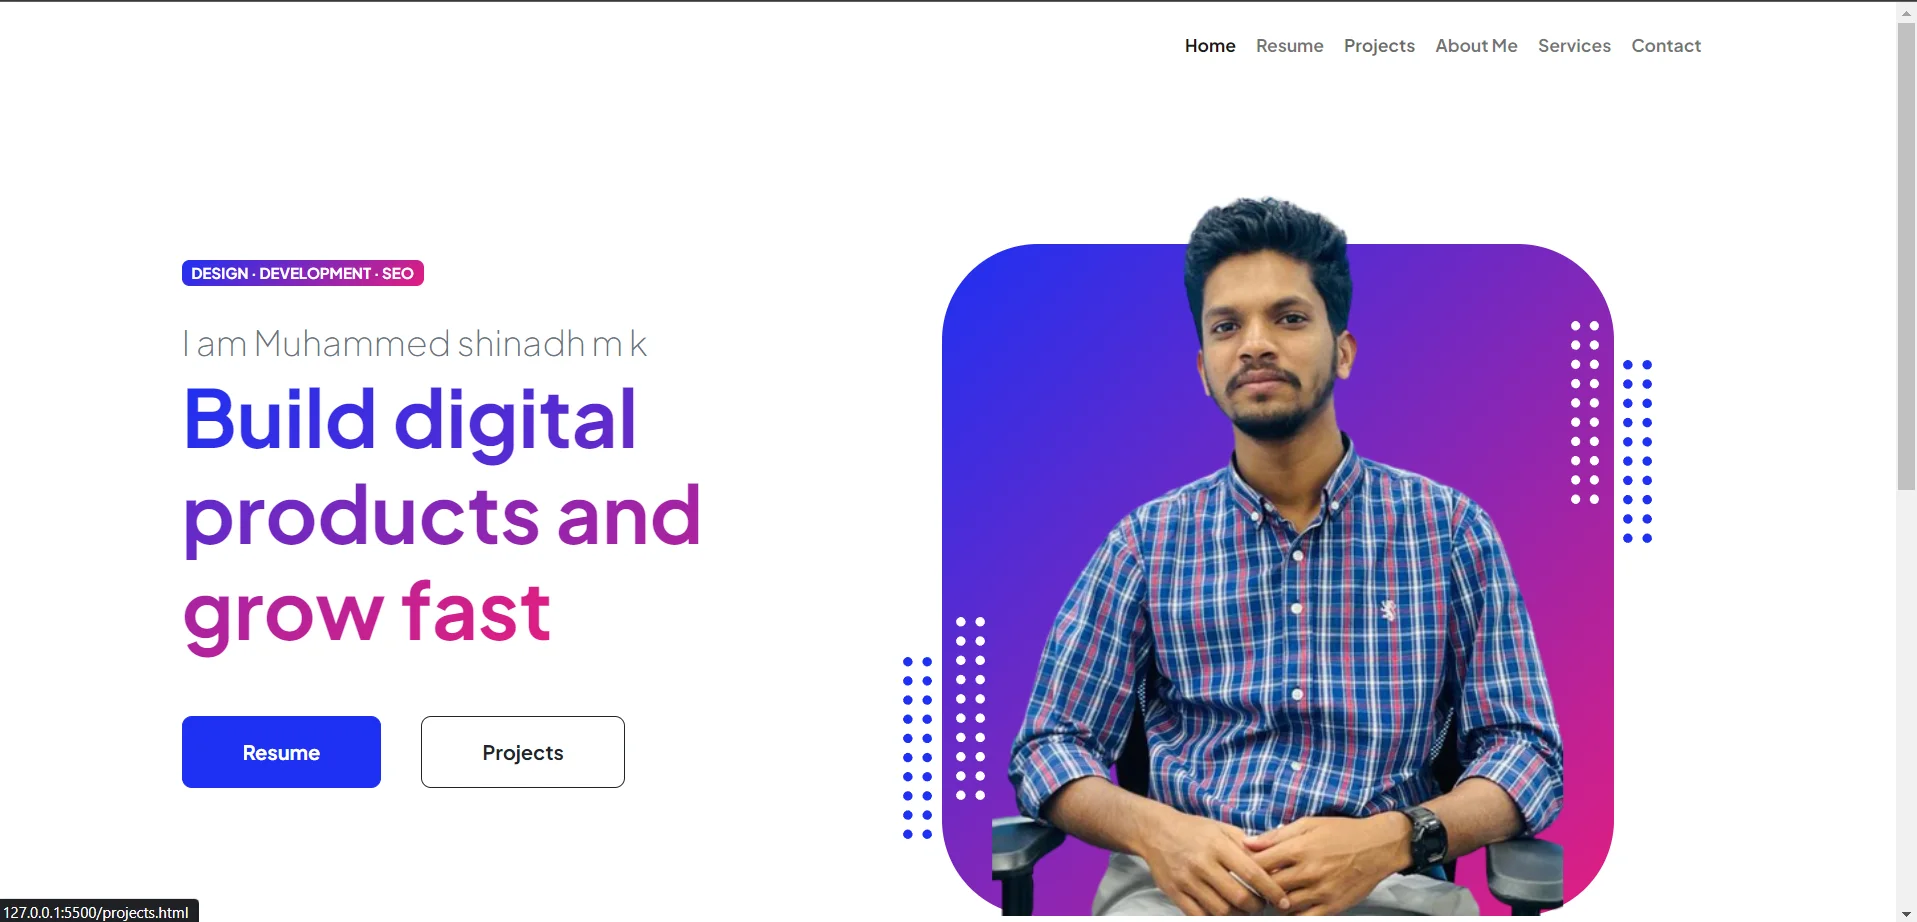 Home Resume Projects About Me Services Contact
DESIGN · DEVELOPMENT · SEO
I am Muhammed shinadh m k
Build digital
products and
grow fast
Resume Projects
127.0.0.1:5500/projects.html